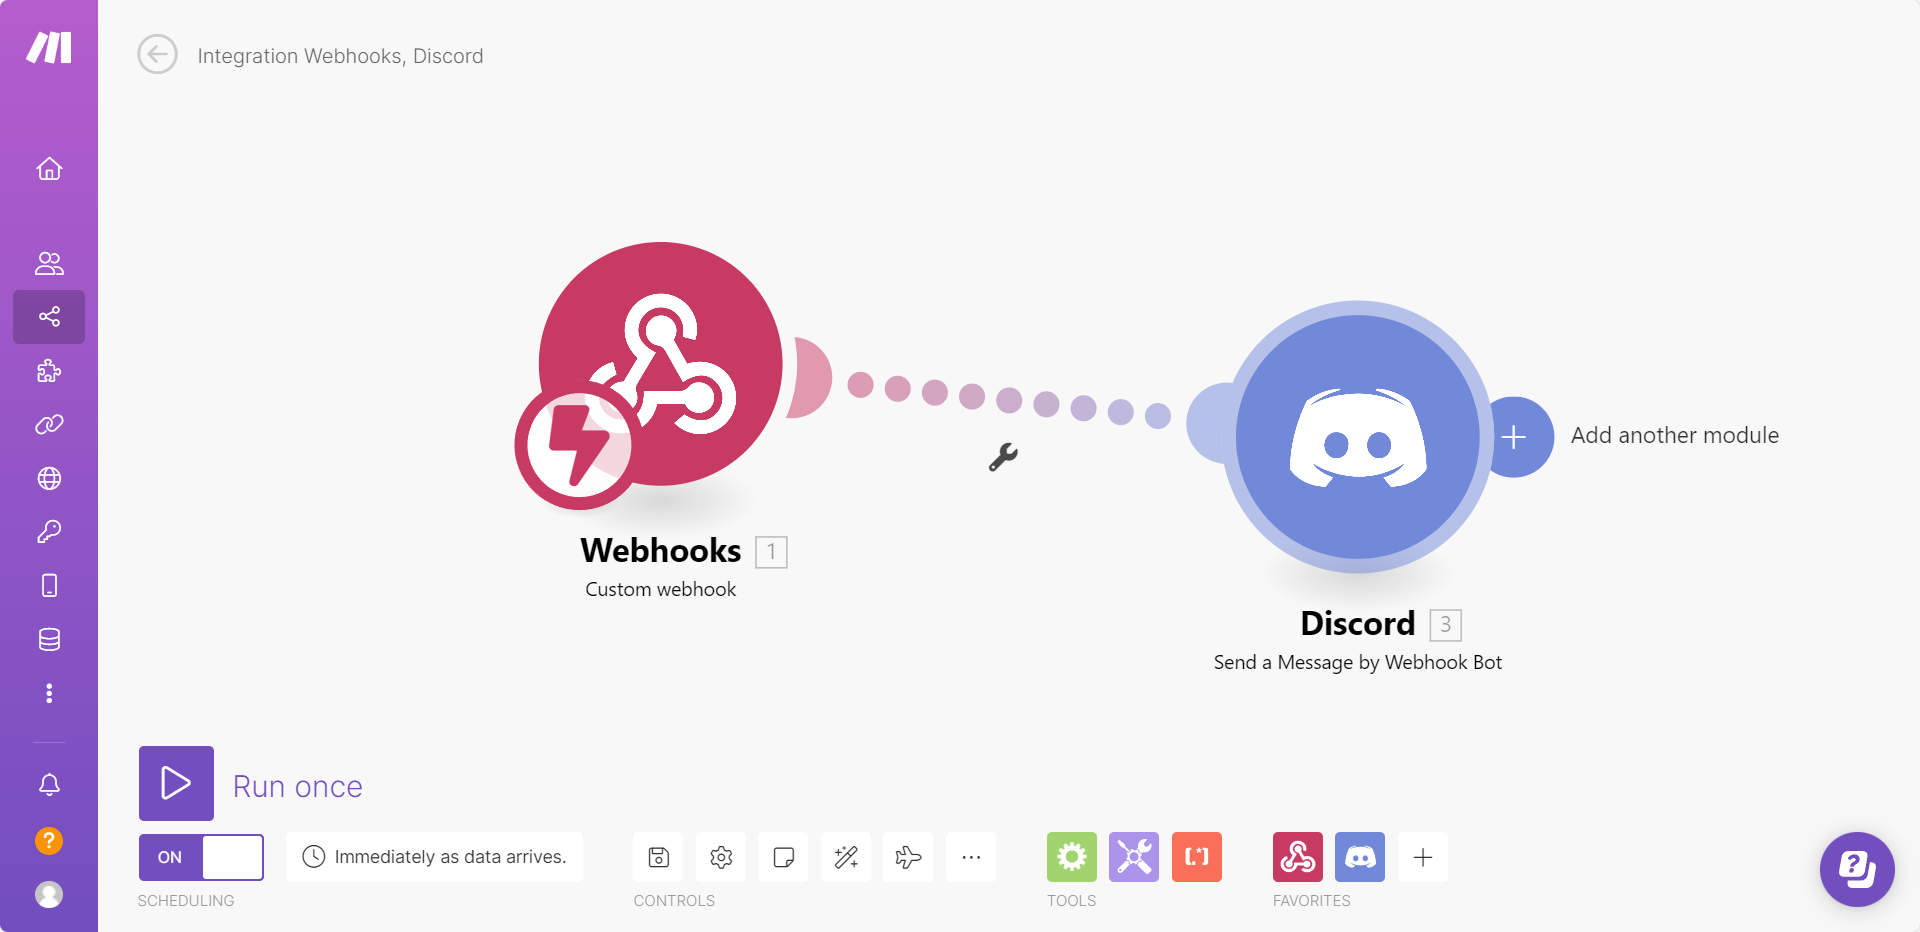 Integration Webhooks, Discord
Webhooks 1
Custom webhook
Add another module
Discord 3
Send a Message by Webhook Bot
Run once
ON
Immediately as data arrives.
SCHEDULING
CONTROLS
TOOLS
FAVORITES